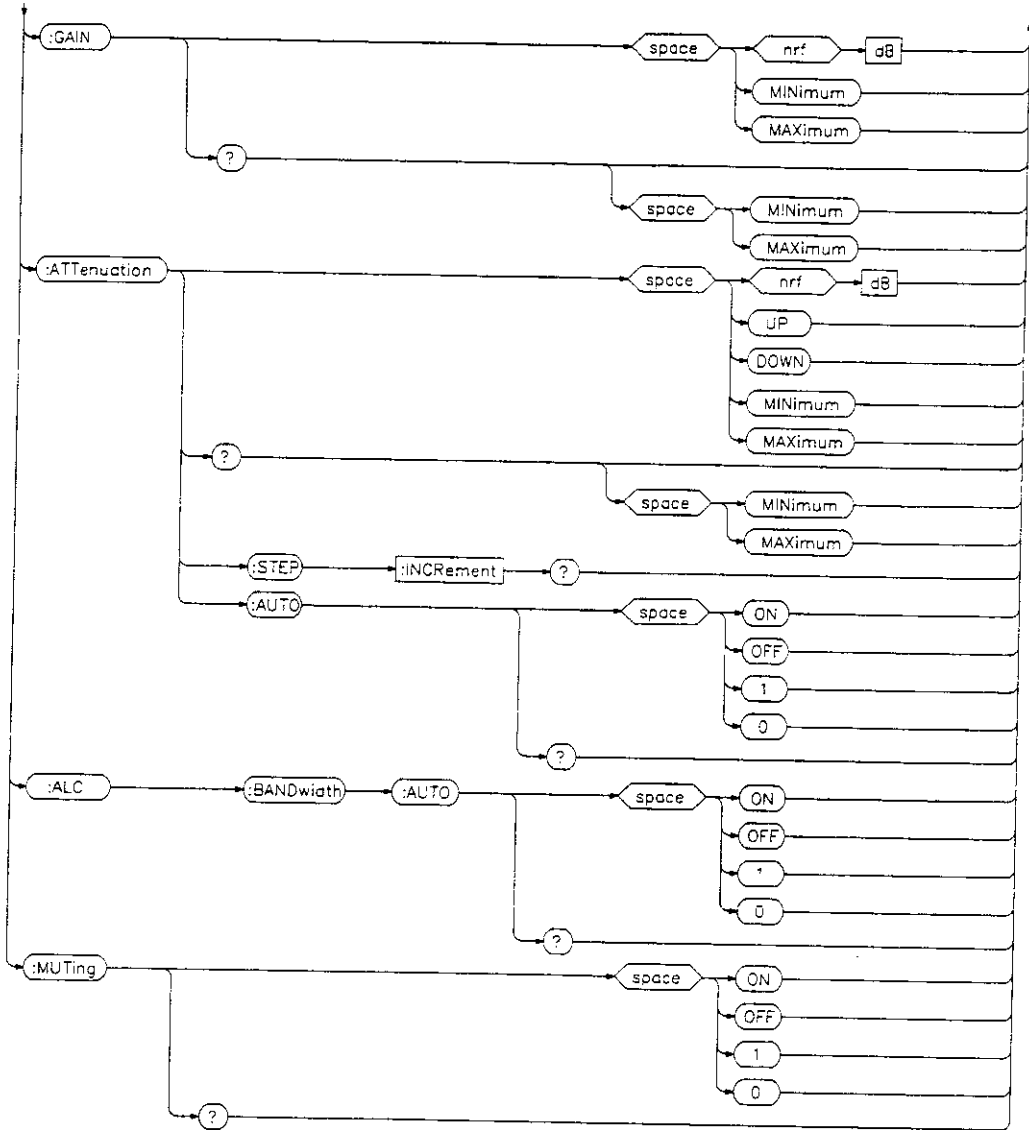 :GAIN space nrf dB
MINimum
MAXimum
?
space MINimum
MAXimum
:ATTenuation space nrf dB
UP
DOWN
MINimum
MAXimum
?
space MINimum
MAXimum
:STEP :INCRement ?
:AUTO space ON
OFF
1
0
?
:ALC :BANDwidth :AUTO space ON
OFF
1
0
?
:MUTing space ON
OFF
1
0
?